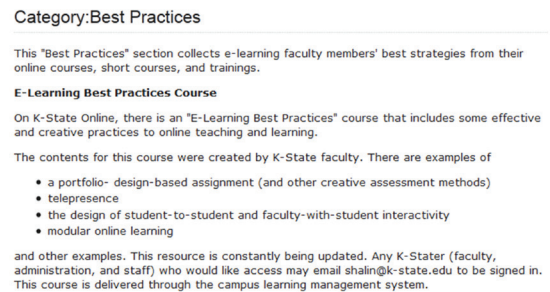 Category:Best Practices
This "Best Practices" section collects e-learning faculty members' best strategies from their
online courses, short courses, and trainings.
E-Learning Best Practices Course
On K-State Online, there is an "E-Learning Best Practices" course that includes some effective
and creative practices to online teaching and learning.
The contents for this course were created by K-State faculty. There are examples of
• a portfolio- design-based assignment (and other creative assessment methods)
• telepresence
• the design of student-to-student and faculty-with-student interactivity
• modular online learning
and other examples. This resource is constantly being updated. Any K-Stater (faculty,
administration, and staff) who would like access may email shalin@k-state.edu to be signed in.
This course is delivered through the campus learning management system.